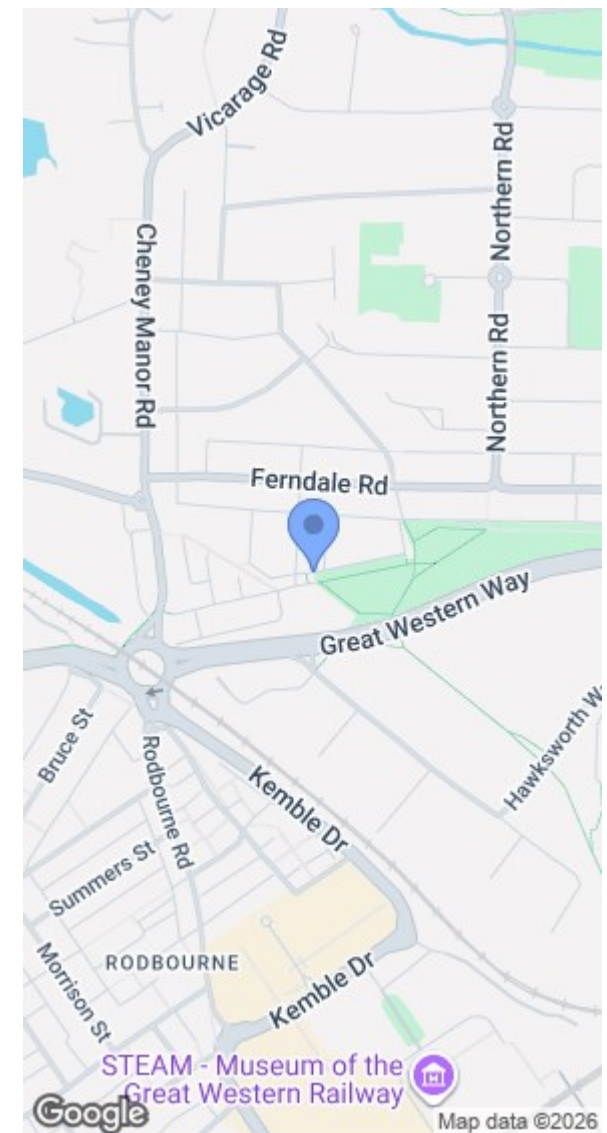 Vicarage Rd
Northern Rd
Cheney Manor Rd
Northern Rd
Ferndale Rd
Great Western Way
Bruce St
Rodbourne Rd
Kemble Dr
Hawksworth W
Summers St
Morrison St
RODBOURNE
Kemble Dr
STEAM - Museum of the
Great Western Railway
Google
Map data ©2026